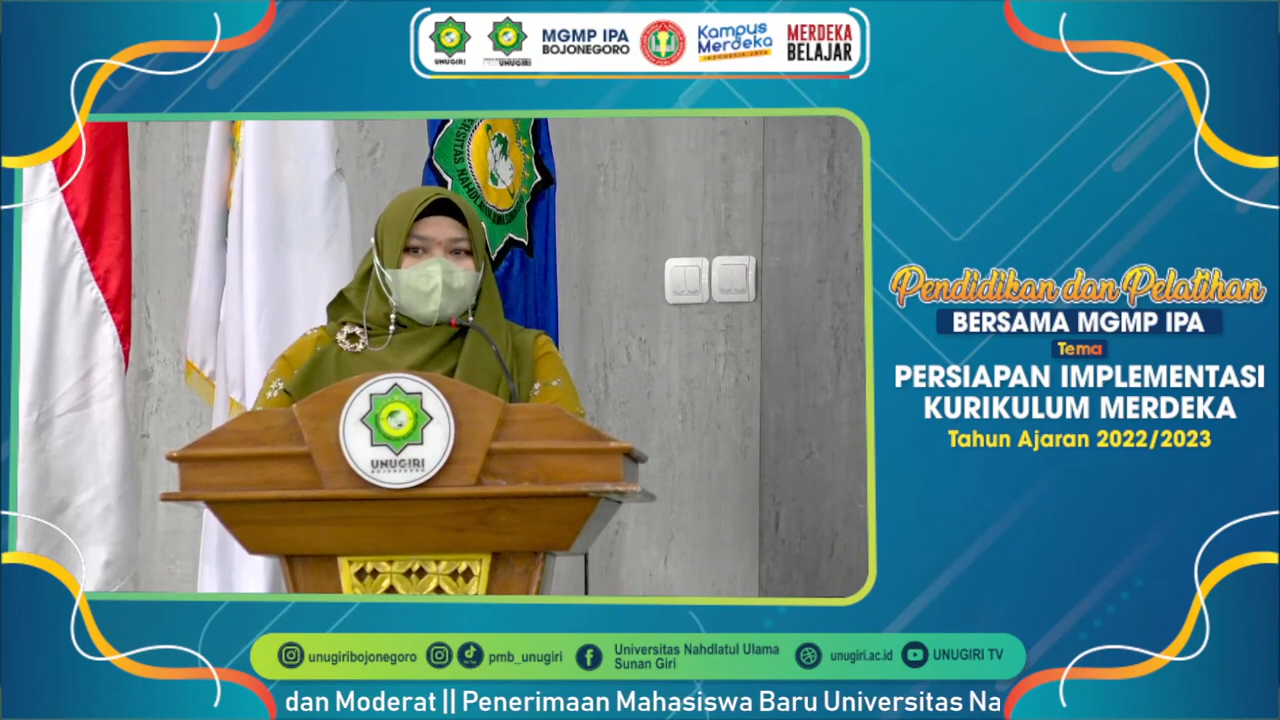 UNUGIRI
UNUGIRI
MGMP IPA
BOJONEGORO
Kampus
Merdeka
INDONESIA JAYA
MERDEKA
BELAJAR
UNUGIRI
BOJONEGORO
Pendidikan dan Pelatihan
BERSAMA MGMP IPA
Tema
PERSIAPAN IMPLEMENTASI
KURIKULUM MERDEKA
Tahun Ajaran 2022/2023
unugiribojonegoro
pmb_unugiri
Universitas Nahdlatul Ulama
Sunan Giri
unugiri.ac.id
UNUGIRI TV
dan Moderat || Penerimaan Mahasiswa Baru Universitas Na